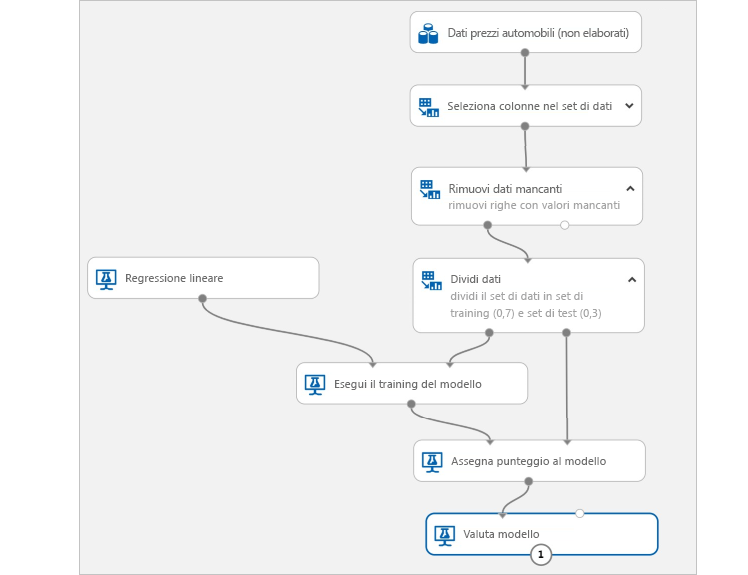 Dati prezzi automobili (non elaborati)
Seleziona colonne nel set di dati
Rimuovi dati mancanti
rimuovi righe con valori mancanti
Regressione lineare
Dividi dati
dividi il set di dati in set di
training (0,7) e set di test (0,3)
Esegui il training del modello
Assegna punteggio al modello
Valuta modello
1